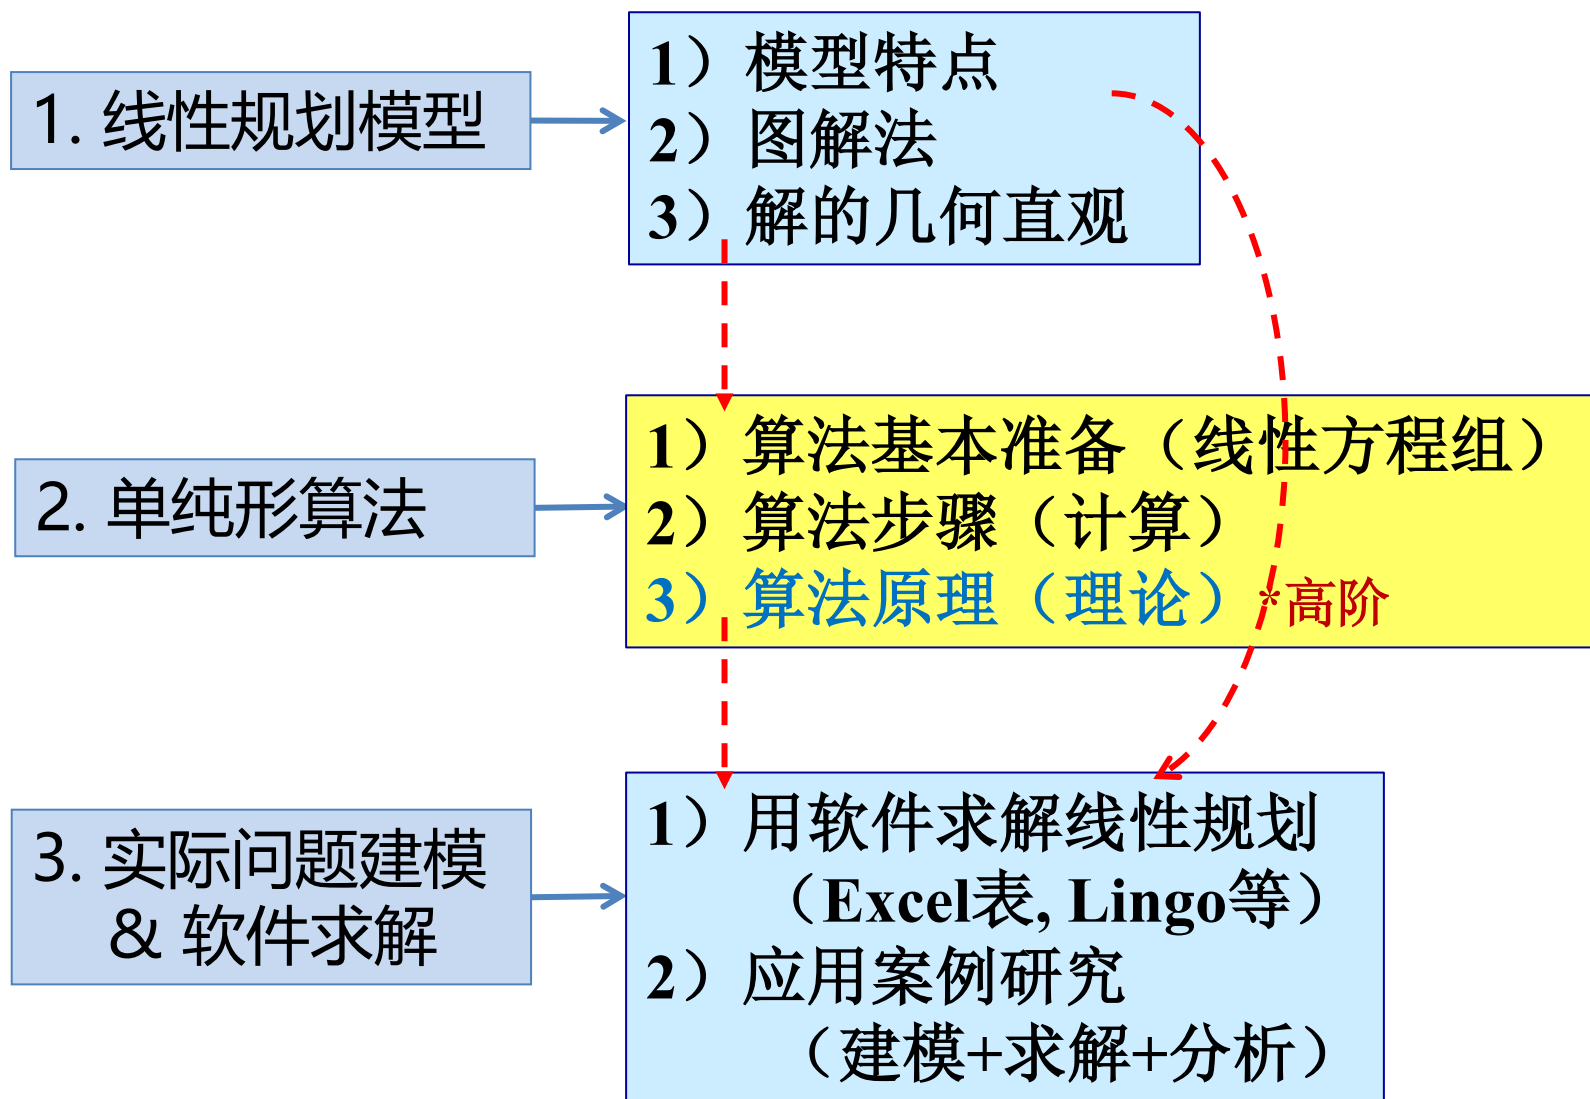 1. 线性规划模型
1）模型特点
2）图解法
3）解的几何直观
2. 单纯形算法
1）算法基本准备（线性方程组）
2）算法步骤（计算）
3）算法原理（理论）*高阶
3. 实际问题建模
& 软件求解
1）用软件求解线性规划
（Excel表, Lingo等）
2）应用案例研究
（建模+求解+分析）